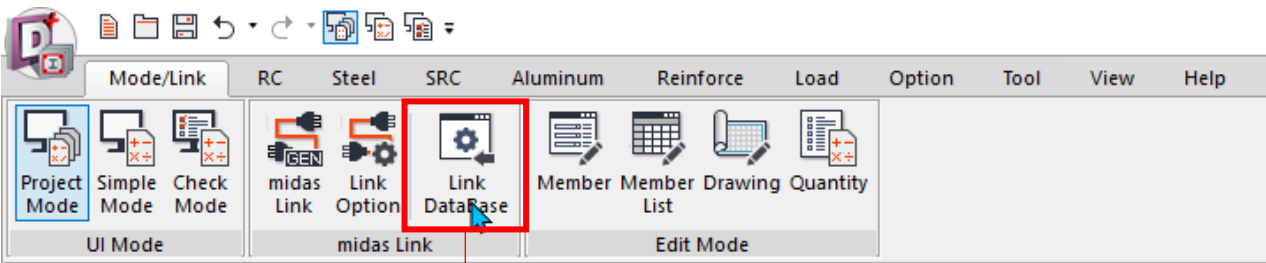 Mode/Link RC Steel SRC Aluminum Reinforce Load Option Tool View Help
GEN
Project Simple Check midas Link Link Member Member Drawing Quantity
Mode Mode Mode Link Option DataBase List
UI Mode midas Link Edit Mode